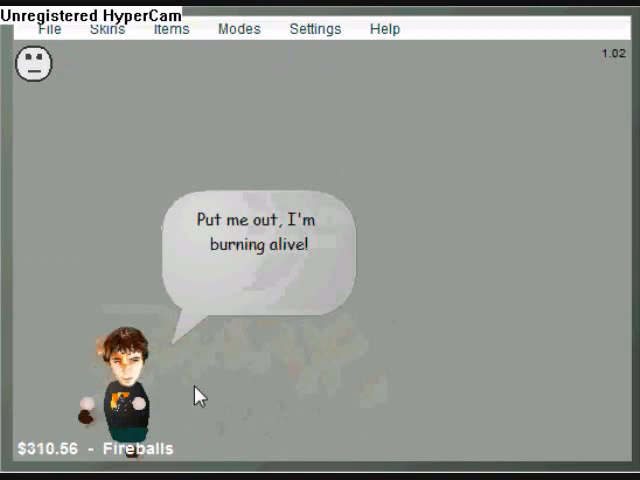 Unregistered HyperCam
File Skins Items Modes Settings Help
1.02
Put me out, I'm
burning alive!
$310.56 - Fireballs